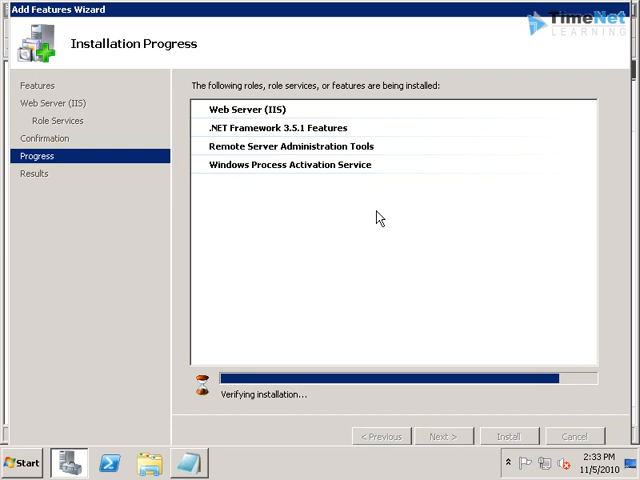 Add Features Wizard
TimeNet
LEARNING
Installation Progress
Features
Web Server (IIS)
Role Services
Confirmation
Progress
Results
The following roles, role services, or features are being installed:
Web Server (IIS)
.NET Framework 3.5.1 Features
Remote Server Administration Tools
Windows Process Activation Service
Verifying installation...
< Previous
Next >
Install
Cancel
Start
2:33 PM
11/5/2010